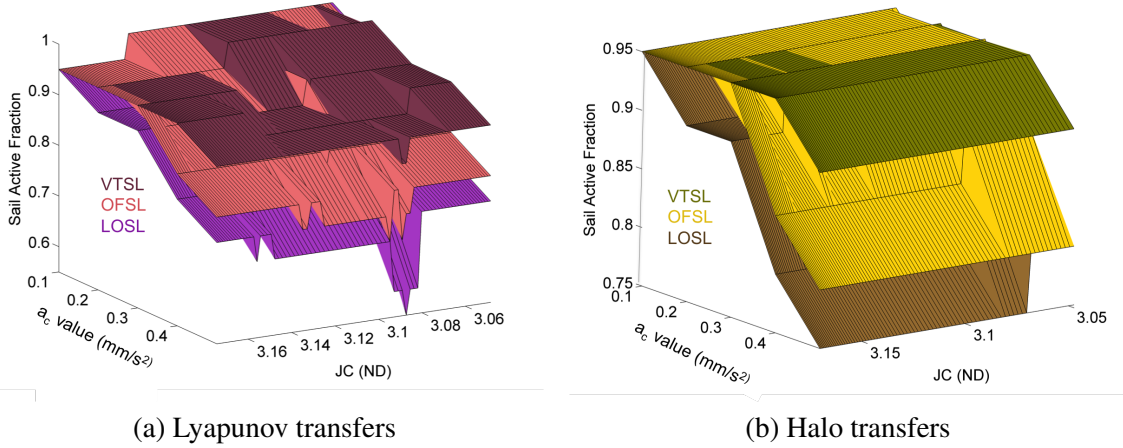 1
0.9
0.8
0.7
0.6
Sail Active Fraction
VTSL
OFSL
LOSL
0.1
0.2
0.3
0.4
a_c value (mm/s²)
3.16
3.14
3.12
3.1
3.08
3.06
JC (ND)
(a) Lyapunov transfers
0.95
0.9
0.85
0.8
0.75
Sail Active Fraction
VTSL
OFSL
LOSL
0.1
0.2
0.3
0.4
a_c value (mm/s²)
3.15
3.1
3.05
JC (ND)
(b) Halo transfers